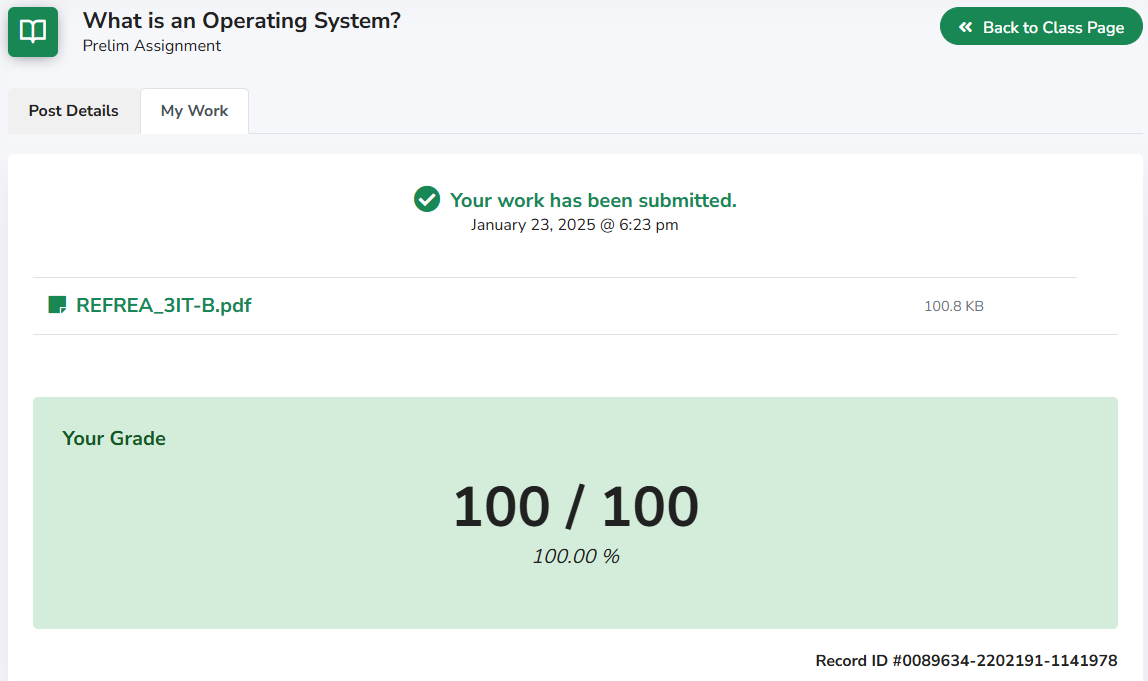 What is an Operating System?
Prelim Assignment
Back to Class Page
Post Details
My Work
Your work has been submitted.
January 23, 2025 @ 6:23 pm
REFREA_3IT-B.pdf
100.8 KB
Your Grade
100 / 100
100.00 %
Record ID #0089634-2202191-1141978